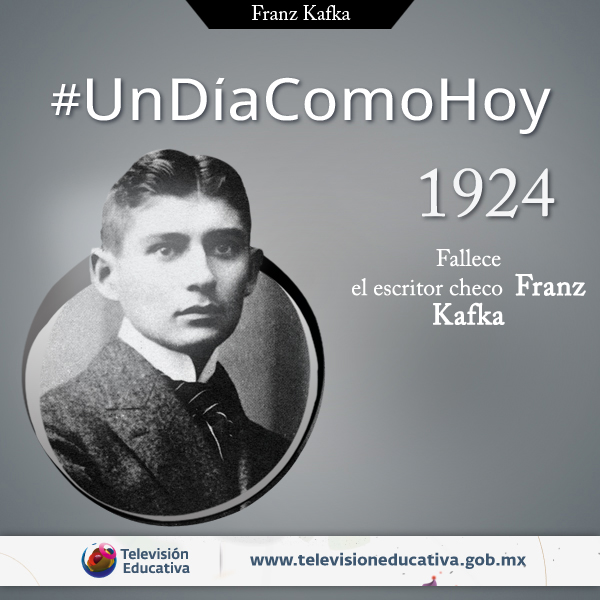 Franz Kafka
#UnDíaComoHoy
1924
Fallece
el escritor checo Franz
Kafka
Televisión
Educativa
www.televisioneducativa.gob.mx